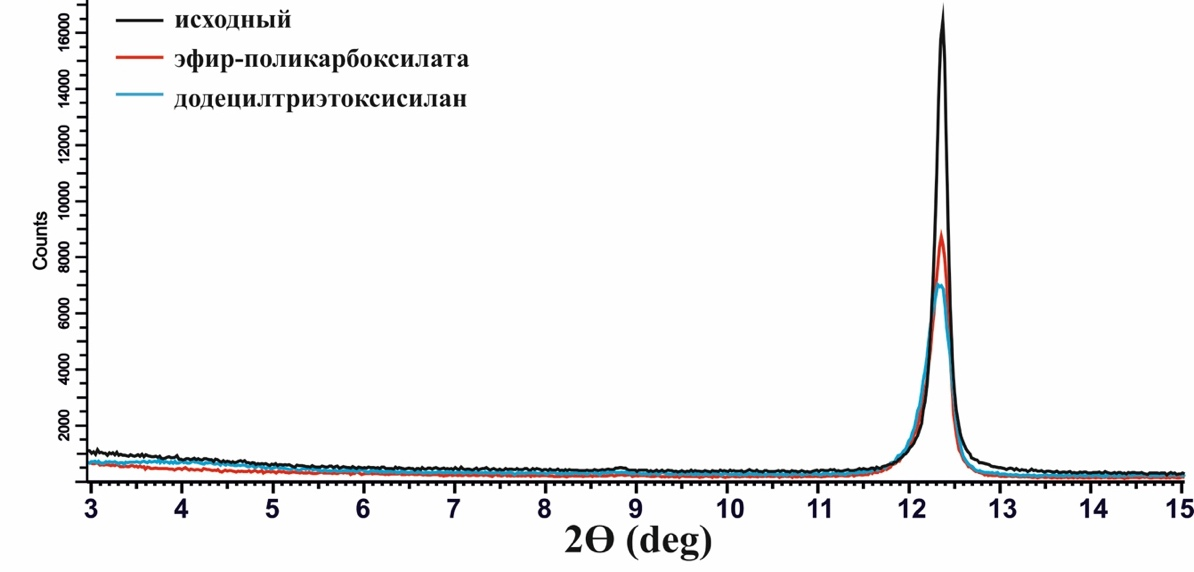 исходный
эфир-поликарбоксилата
додецилтриэтоксисилан
Counts
16000
14000
12000
10000
8000
6000
4000
2000
3 4 5 6 7 8 9 10 11 12 13 14 15
2Ө (deg)